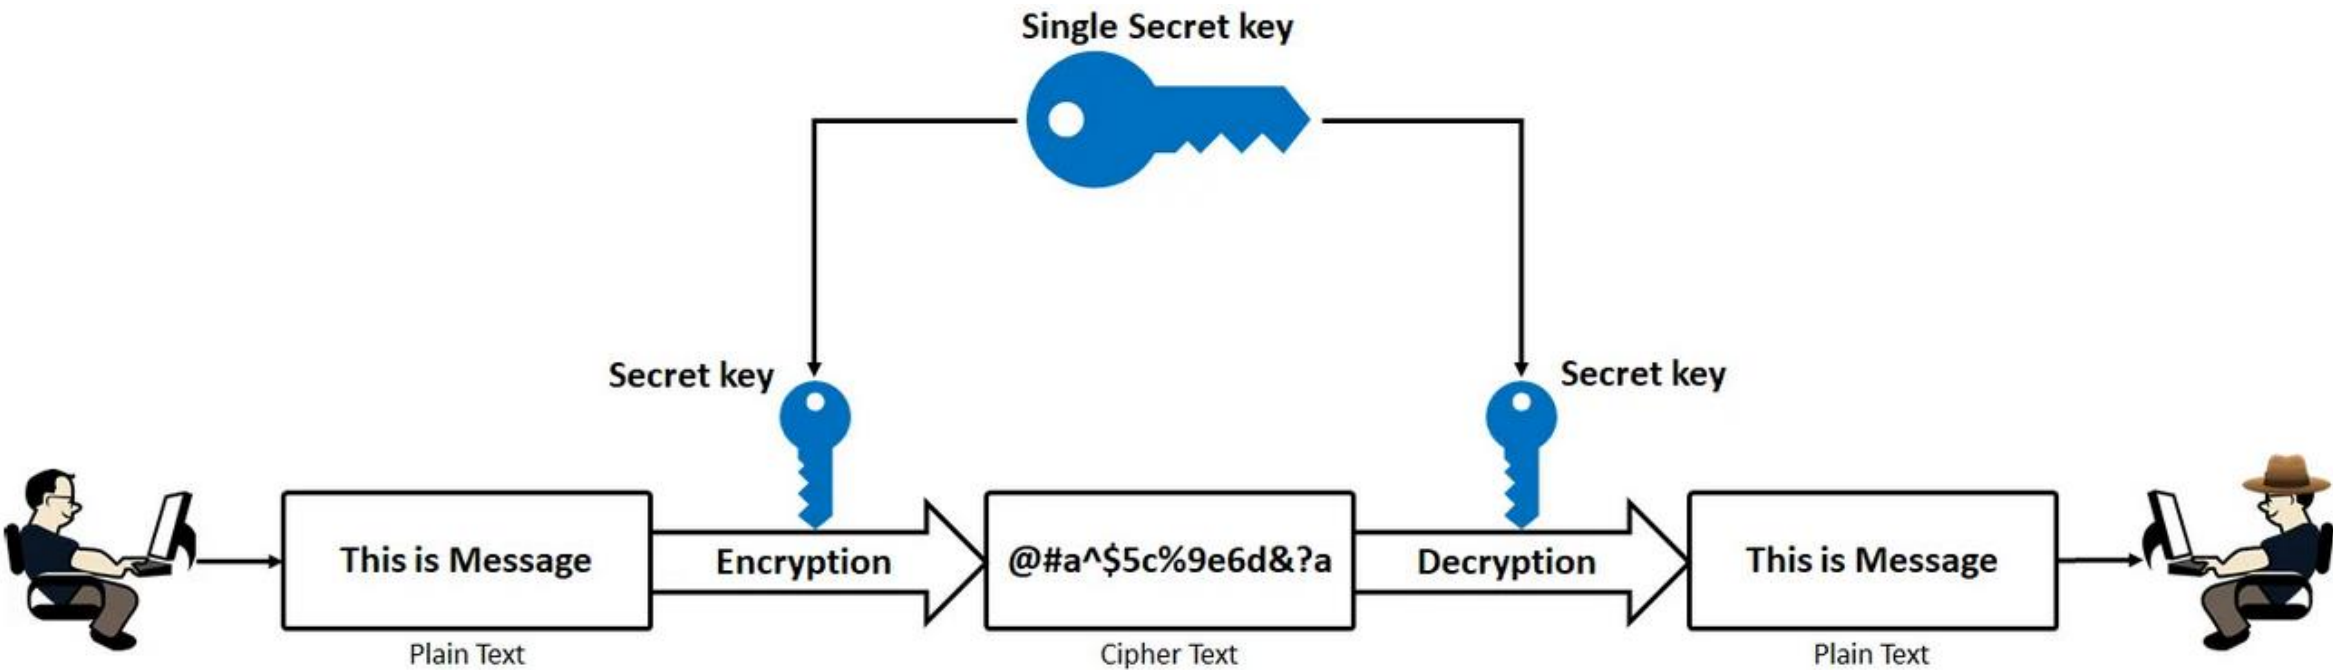 Single Secret key
Secret key
Secret key
This is Message
Encryption
@#a^$5c%9e6d&?a
Decryption
This is Message
Plain Text
Cipher Text
Plain Text